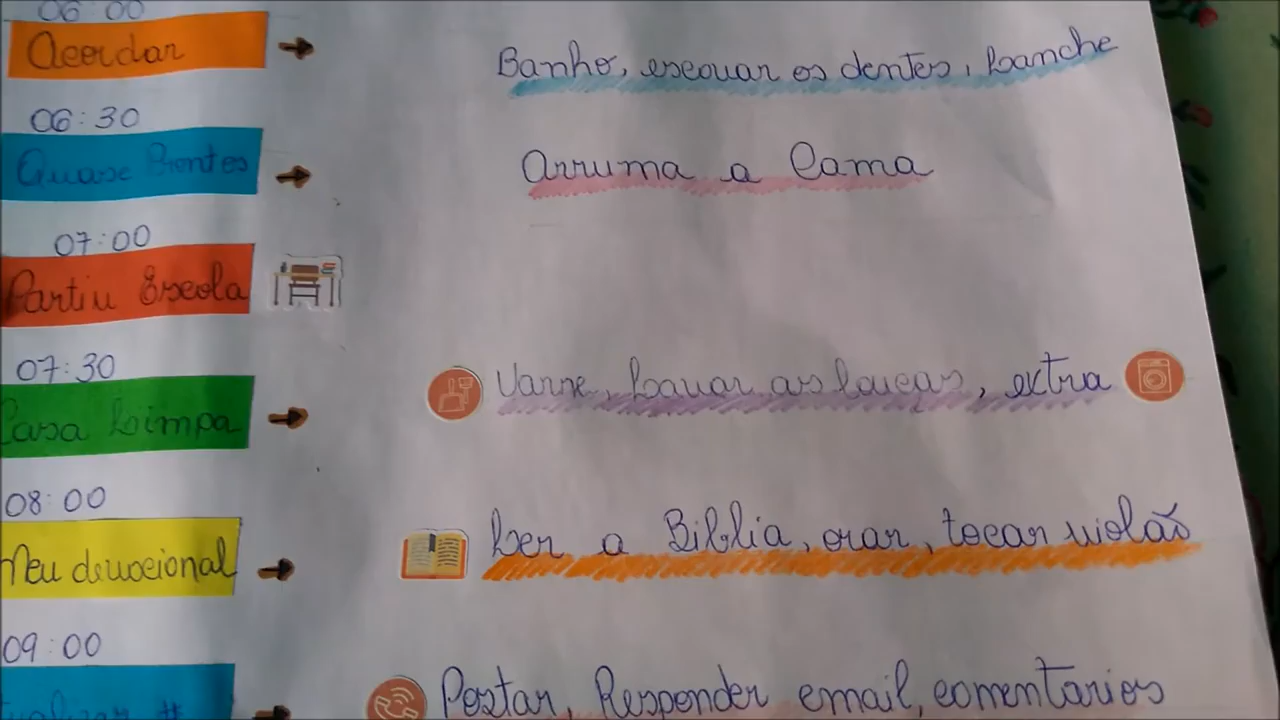 06:00
Acordar
Banho, escovar os dentes, Lanche
06:30
Quase Prontos
Arruma a Cama
07:00
Partiu Escola
07:30
Casa Limpa
Varre, Lavar as louças, extra
08:00
Meu devocional
Ler a Biblia, orar, tocar violão
09:00
Postar, Responder email, comentarios